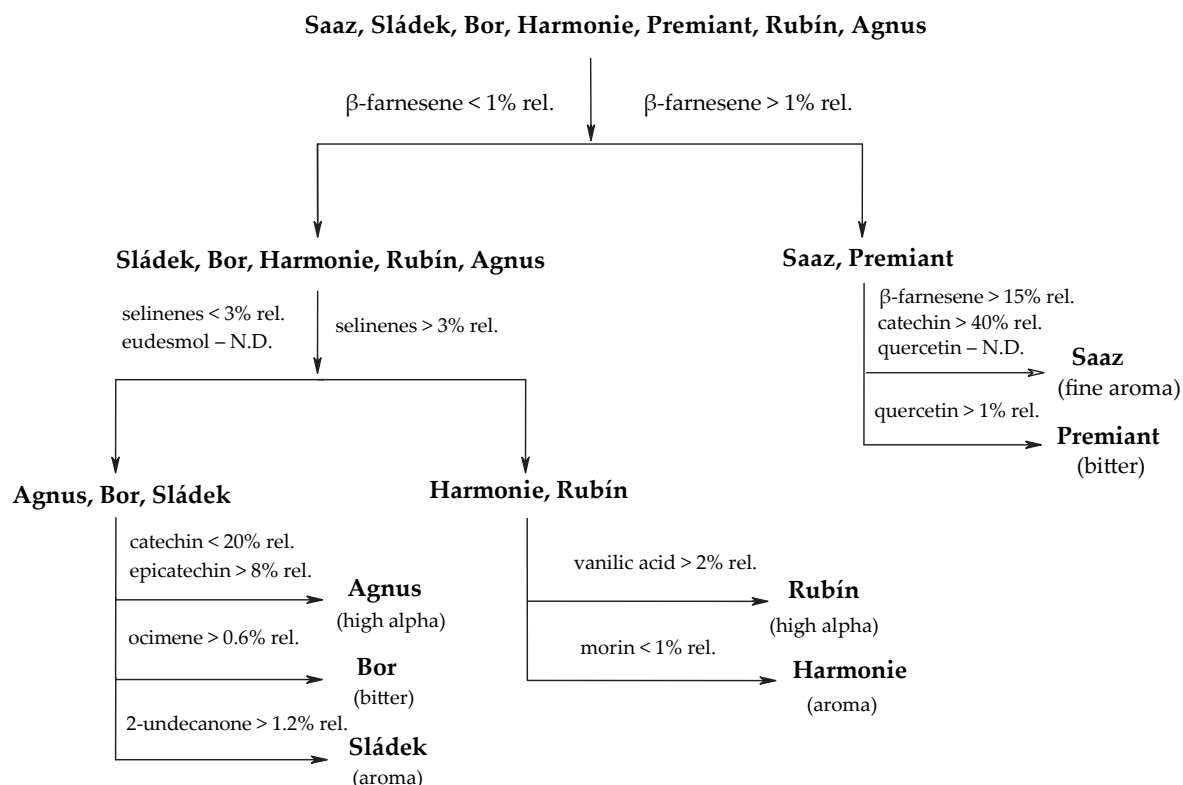 Saaz, Sládek, Bor, Harmonie, Premiant, Rubín, Agnus
β-farnesene < 1% rel.
β-farnesene > 1% rel.
Sládek, Bor, Harmonie, Rubín, Agnus
Saaz, Premiant
selinenes < 3% rel.
eudesmol – N.D.
selinenes > 3% rel.
β-farnesene > 15% rel.
catechin > 40% rel.
quercetin – N.D.
Saaz
(fine aroma)
quercetin > 1% rel.
Premiant
(bitter)
Agnus, Bor, Sládek
Harmonie, Rubín
catechin < 20% rel.
epicatechin > 8% rel.
Agnus
(high alpha)
ocimene > 0.6% rel.
Bor
(bitter)
2-undecanone > 1.2% rel.
Sládek
(aroma)
vanilic acid > 2% rel.
Rubín
(high alpha)
morin < 1% rel.
Harmonie
(aroma)